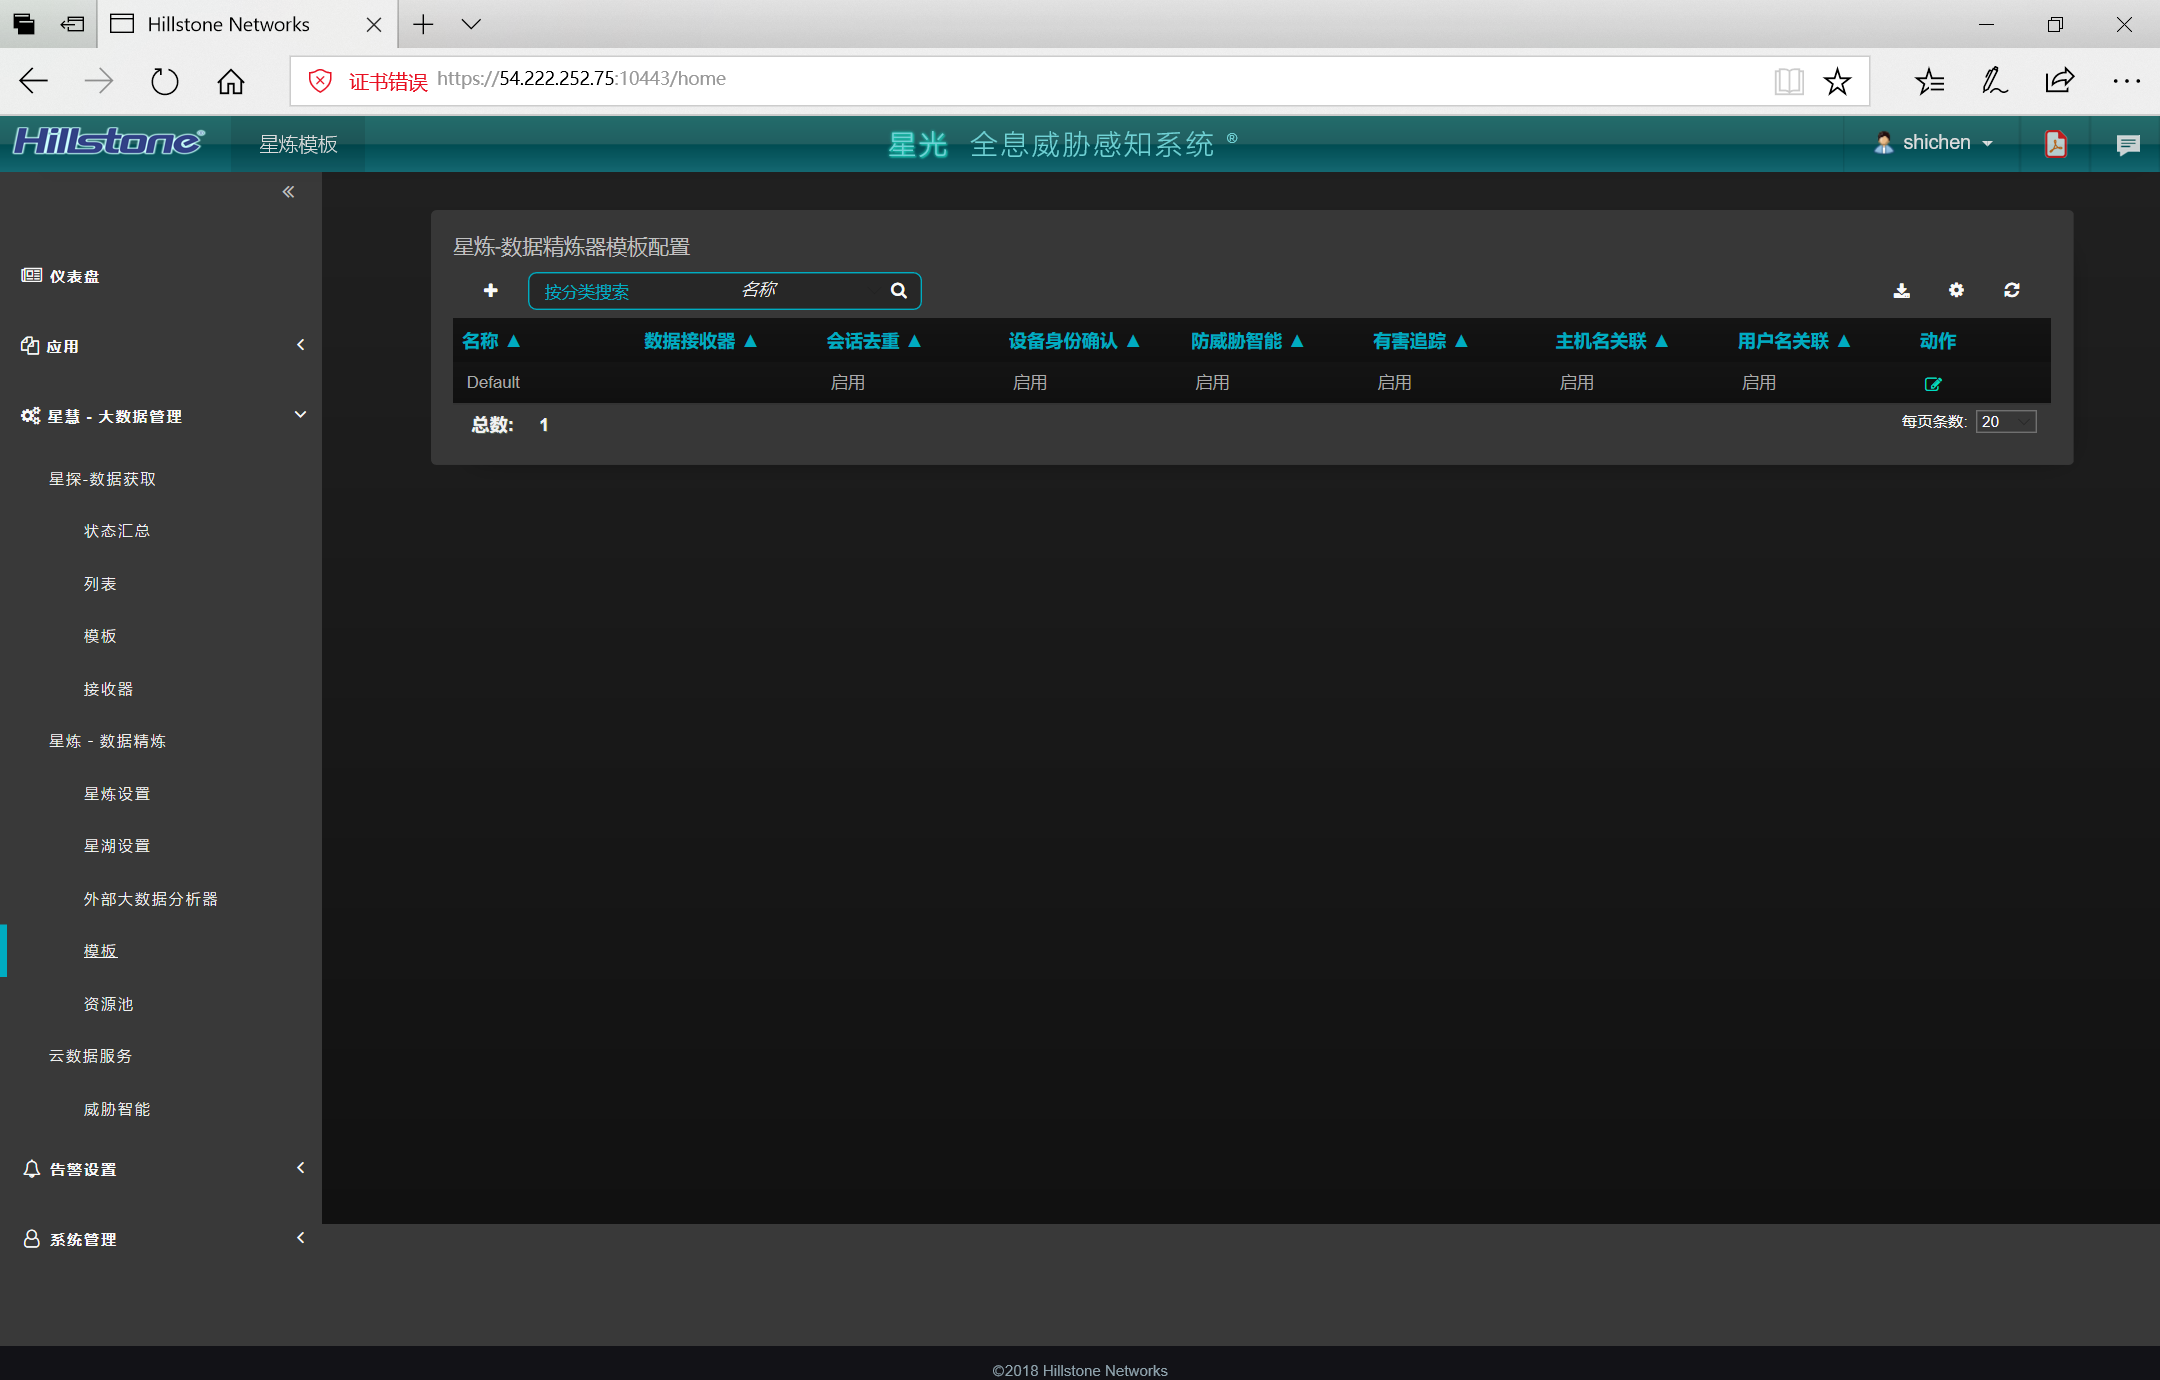 Hillstone Networks
证书错误 https://54.222.252.75:10443/home
Hillstone®
星炼模板
星光 全息威胁感知系统 ®
shichen
仪表盘
应用
星慧 - 大数据管理
星探-数据获取
状态汇总
列表
模板
接收器
星炼 - 数据精炼
星炼设置
星湖设置
外部大数据分析器
模板
资源池
云数据服务
威胁智能
告警设置
系统管理
星炼-数据精炼器模板配置
按分类搜索 名称
名称 ▲ 数据接收器 ▲ 会话去重 ▲ 设备身份确认 ▲ 防威胁智能 ▲ 有害追踪 ▲ 主机名关联 ▲ 用户名关联 ▲ 动作
Default 启用 启用 启用 启用 启用 启用
总数: 1
每页条数: 20
©2018 Hillstone Networks